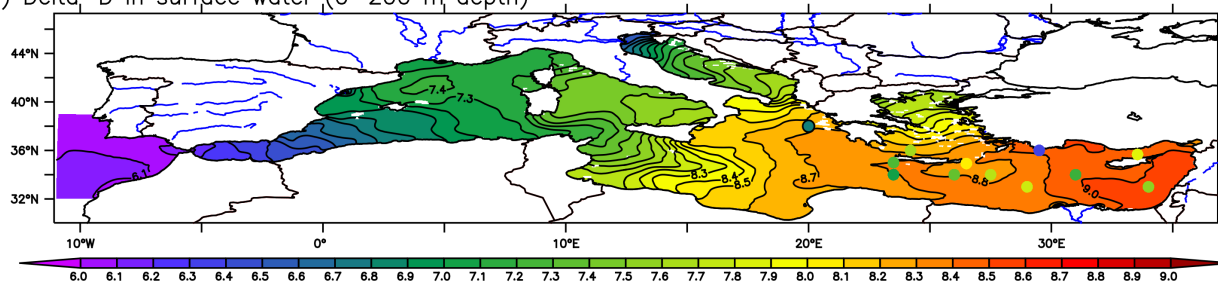 ) Delta D in surface water (0-200 m depth)
44°N
40°N
36°N
32°N
7.4
7.3
8.1
8.3
8.4
8.5
8.7
8.8
9.0
10°W 0° 10°E 20°E 30°E
6.0 6.1 6.2 6.3 6.4 6.5 6.6 6.7 6.8 6.9 7.0 7.1 7.2 7.3 7.4 7.5 7.6 7.7 7.8 7.9 8.0 8.1 8.2 8.3 8.4 8.5 8.6 8.7 8.8 8.9 9.0